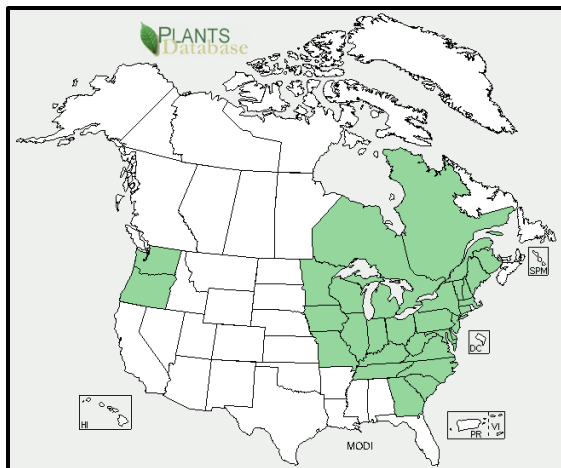 PLANTS
Database
SPM
DC
HI
PR
VI
MODI